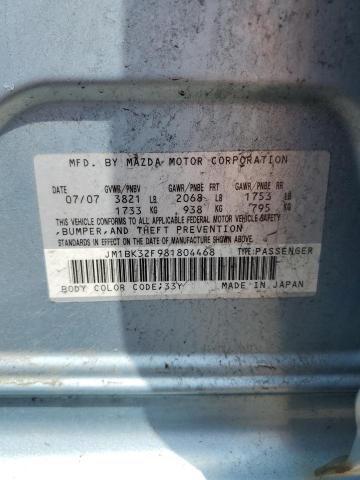 MFD. BY MAZDA MOTOR CORPORATION
GVWR/PNBV GAWR/PNBE FRT GAWR/PNBE RR
07/07 3821 LB 2068 LB 1753 LB
1733 KG 938 KG 795 KG
THIS VEHICLE CONFORMS TO ALL APPLICABLE FEDERAL MOTOR VEHICLE SAFETY
,BUMPER,AND THEFT PREVENTION
STANDARDS IN EFFECT ON THE DATE OF MANUFACTURE SHOWN ABOVE.
JM1BK32F981804468 TYPE:PASSENGER
BODY COLOR CODE:33Y MADE IN JAPAN